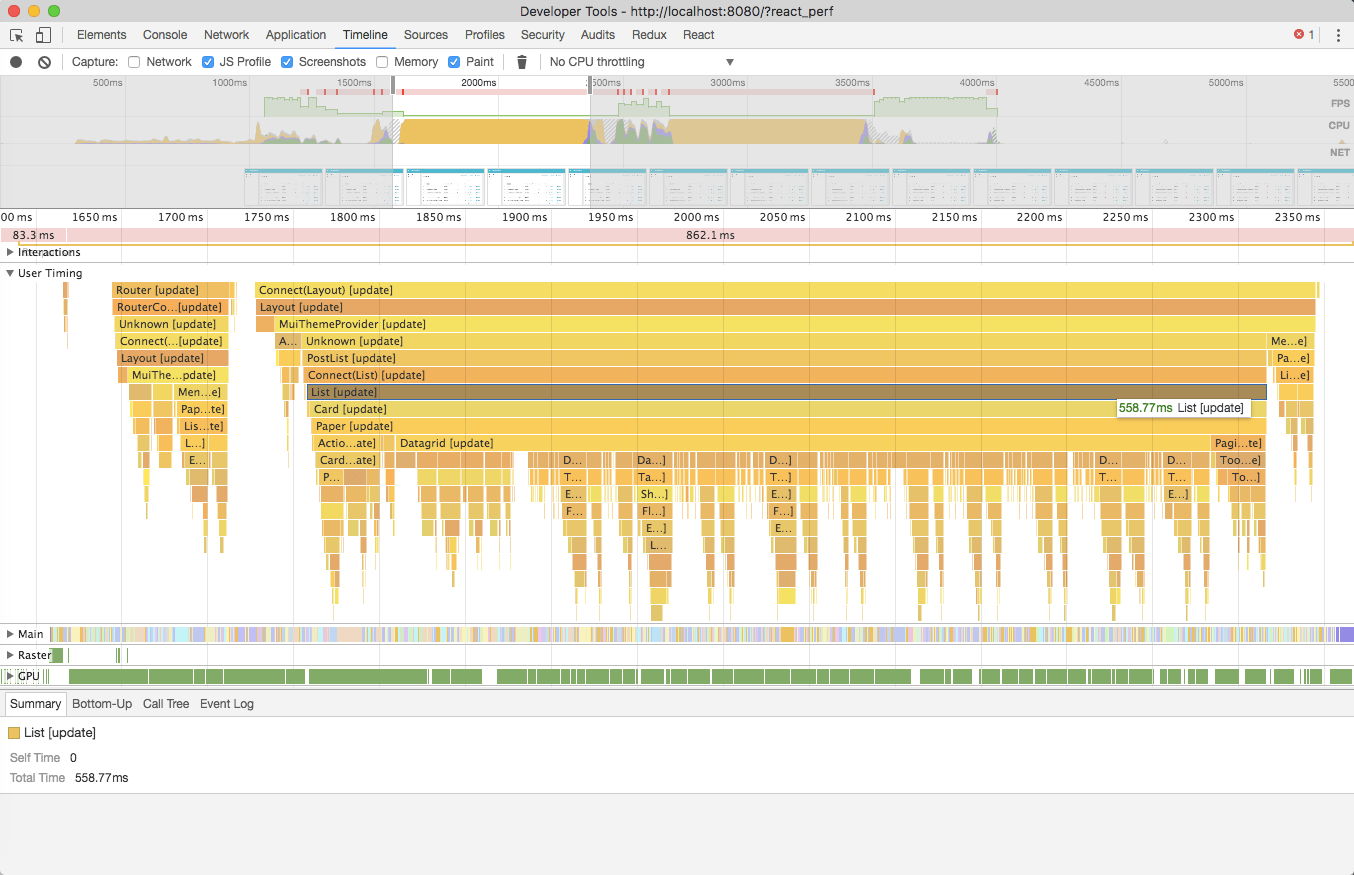 Developer Tools - http://localhost:8080/?react_perf
Elements Console Network Application Timeline Sources Profiles Security Audits Redux React 1
Capture: Network JS Profile Screenshots Memory Paint No CPU throttling
500ms 1000ms 1500ms 2000ms 2500ms 3000ms 3500ms 4000ms 4500ms 5000ms 5500
FPS
CPU
NET
00 ms 1650 ms 1700 ms 1750 ms 1800 ms 1850 ms 1900 ms 1950 ms 2000 ms 2050 ms 2100 ms 2150 ms 2200 ms 2250 ms 2300 ms 2350 ms
83.3 ms 862.1 ms
Interactions
User Timing
Router [update] Connect(Layout) [update]
RouterCo…[update] Layout [update]
Unknown [update] MuiThemeProvider [update]
Connect(…[update] A… Unknown [update] Me…e]
Layout [update] PostList [update] Pa…e]
MuiThe…pdate] Connect(List) [update] Li…e]
Men…e] List [update]
558.77ms List [update]
Pap…te] Card [update]
Lis…te] Paper [update]
L…] Actio…ate] Datagrid [update] Pagi…te]
E… Card…ate] D… Da…] D…] D… D… Too…e]
P… T… Ta…] T…] T… T… To…]
E… Sh…] E…] E…]
F… Fl…] F…]
E…] E…
L…
Main
Raster
GPU
Summary Bottom-Up Call Tree Event Log
List [update]
Self Time 0
Total Time 558.77ms